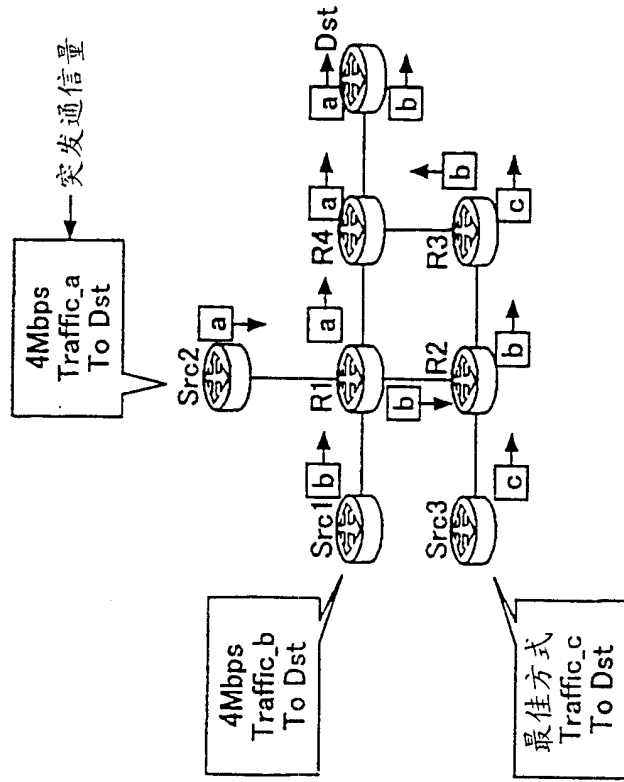 突发通信量
4Mbps
Traffic_a
To Dst
Src2
a
4Mbps
Traffic_b
To Dst
Src1
b
R1
a
R4
a
Dst
a
b
b
b
最佳方式
Traffic_c
To Dst
Src3
c
R2
b
R3
c